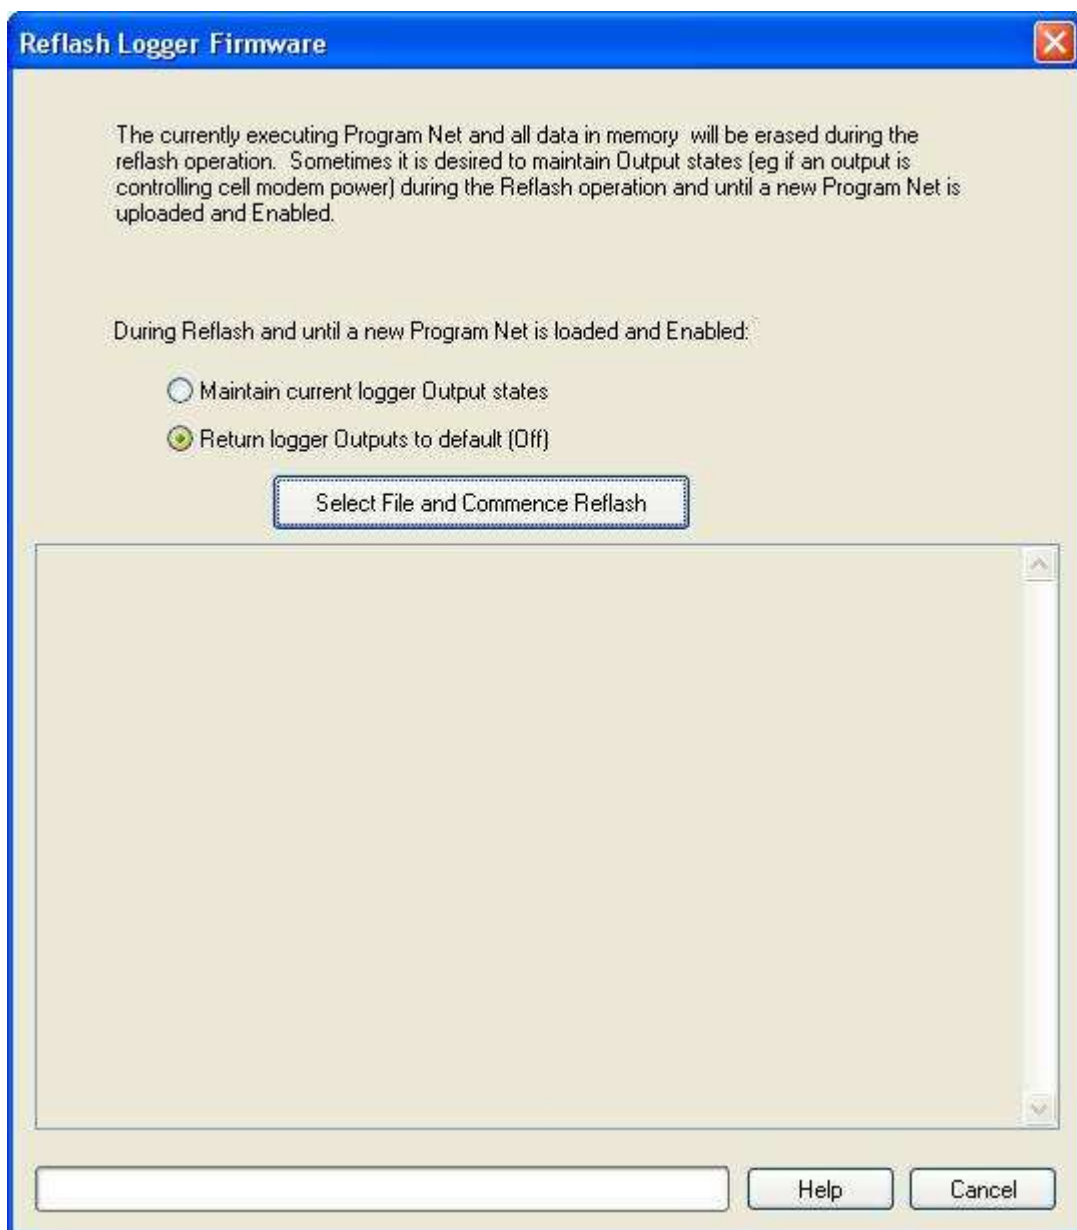 Reflash Logger Firmware
The currently executing Program Net and all data in memory will be erased during the
reflash operation. Sometimes it is desired to maintain Output states (eg if an output is
controlling cell modem power) during the Reflash operation and until a new Program Net is
uploaded and Enabled.
During Reflash and until a new Program Net is loaded and Enabled:
Maintain current logger Output states
Return logger Outputs to default (Off)
Select File and Commence Reflash
Help
Cancel